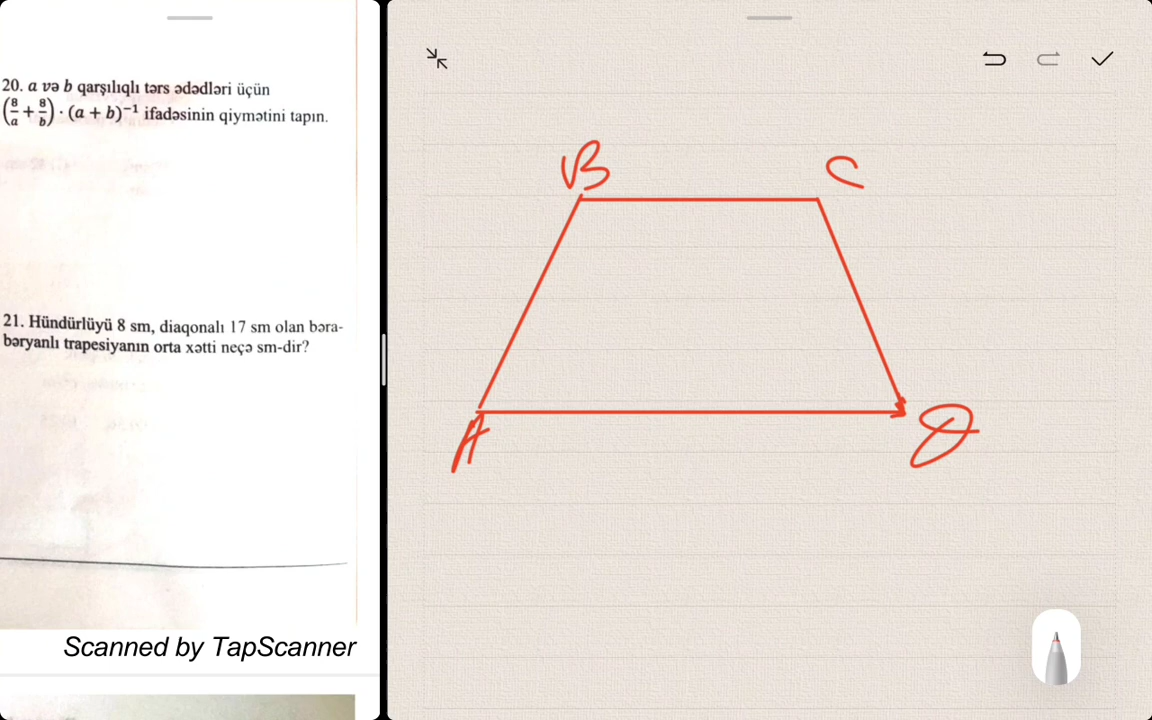 20. a və b qarşılıqlı tərs ədədləri üçün
(8/a + 8/b) · (a + b)⁻¹ ifadəsinin qiymətini tapın.
21. Hündürlüyü 8 sm, diaqonalı 17 sm olan bəra-
bəryanlı trapesiyanın orta xətti neçə sm-dir?
Scanned by TapScanner
B C
A D